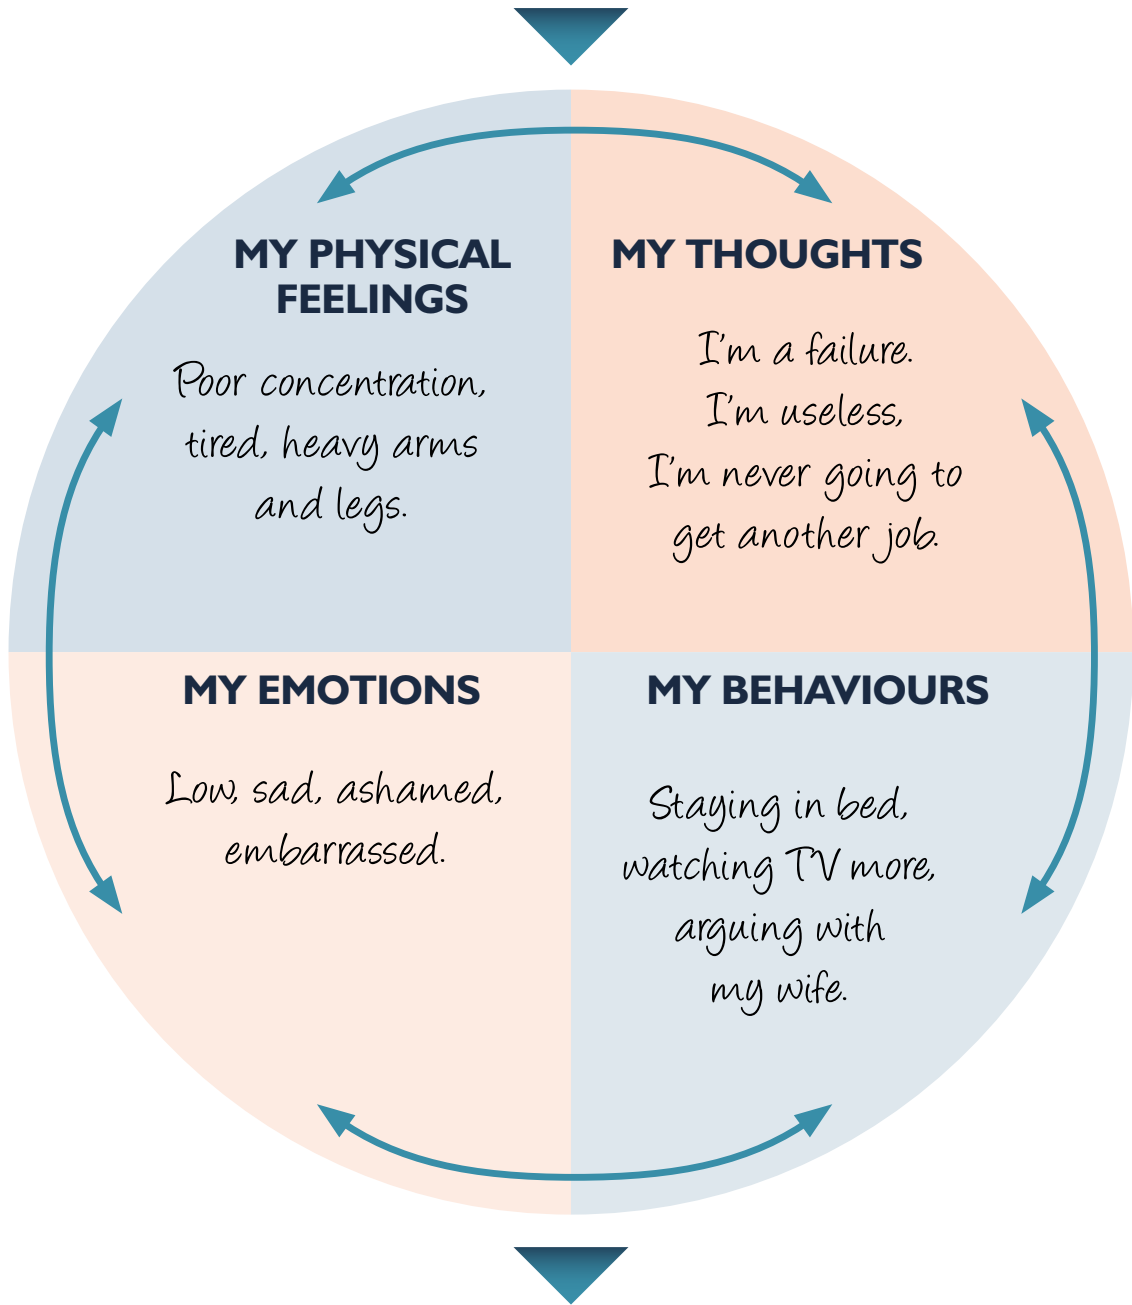 MY PHYSICAL
FEELINGS
Poor concentration,
tired, heavy arms
and legs.
MY THOUGHTS
I'm a failure.
I'm useless,
I'm never going to
get another job.
MY EMOTIONS
Low, sad, ashamed,
embarrassed.
MY BEHAVIOURS
Staying in bed,
watching TV more,
arguing with
my wife.